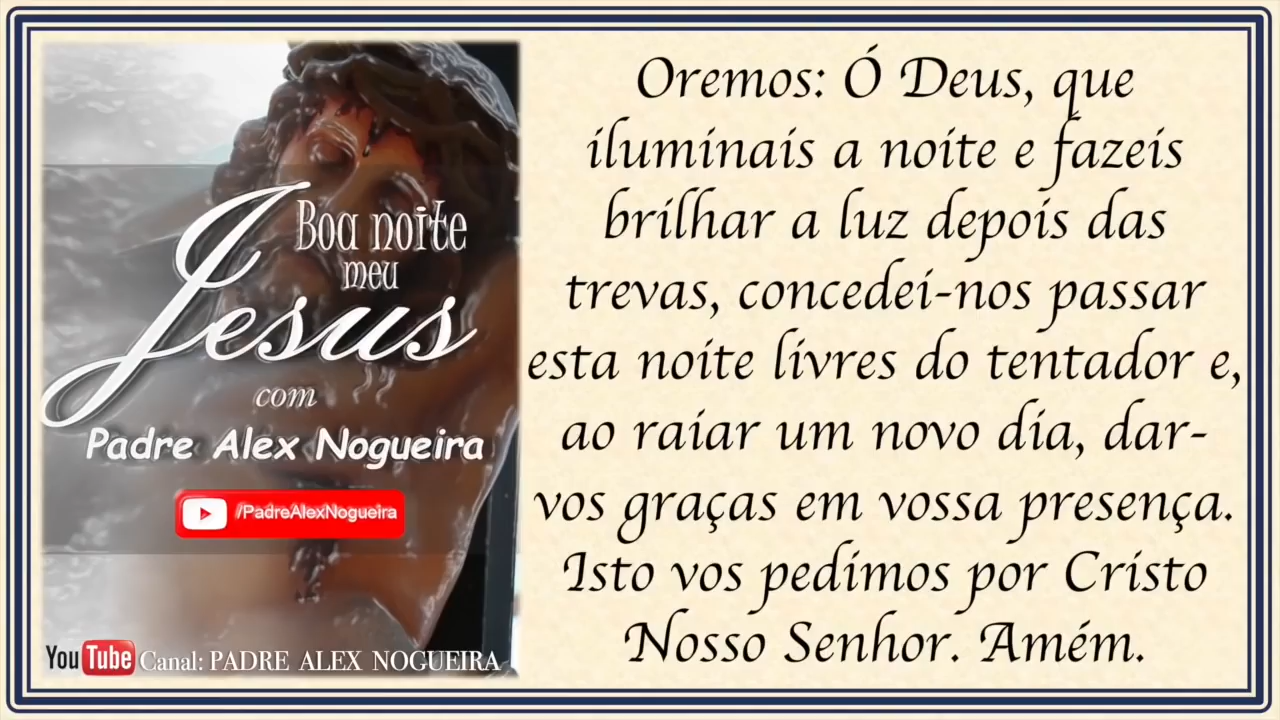 Boa noite
meu
Jesus
com
Padre Alex Nogueira
/PadreAlexNogueira
YouTube Canal: PADRE ALEX NOGUEIRA
Oremos: Ó Deus, que
iluminais a noite e fazeis
brilhar a luz depois das
trevas, concedei-nos passar
esta noite livres do tentador e,
ao raiar um novo dia, dar-
vos graças em vossa presença.
Isto vos pedimos por Cristo
Nosso Senhor. Amém.